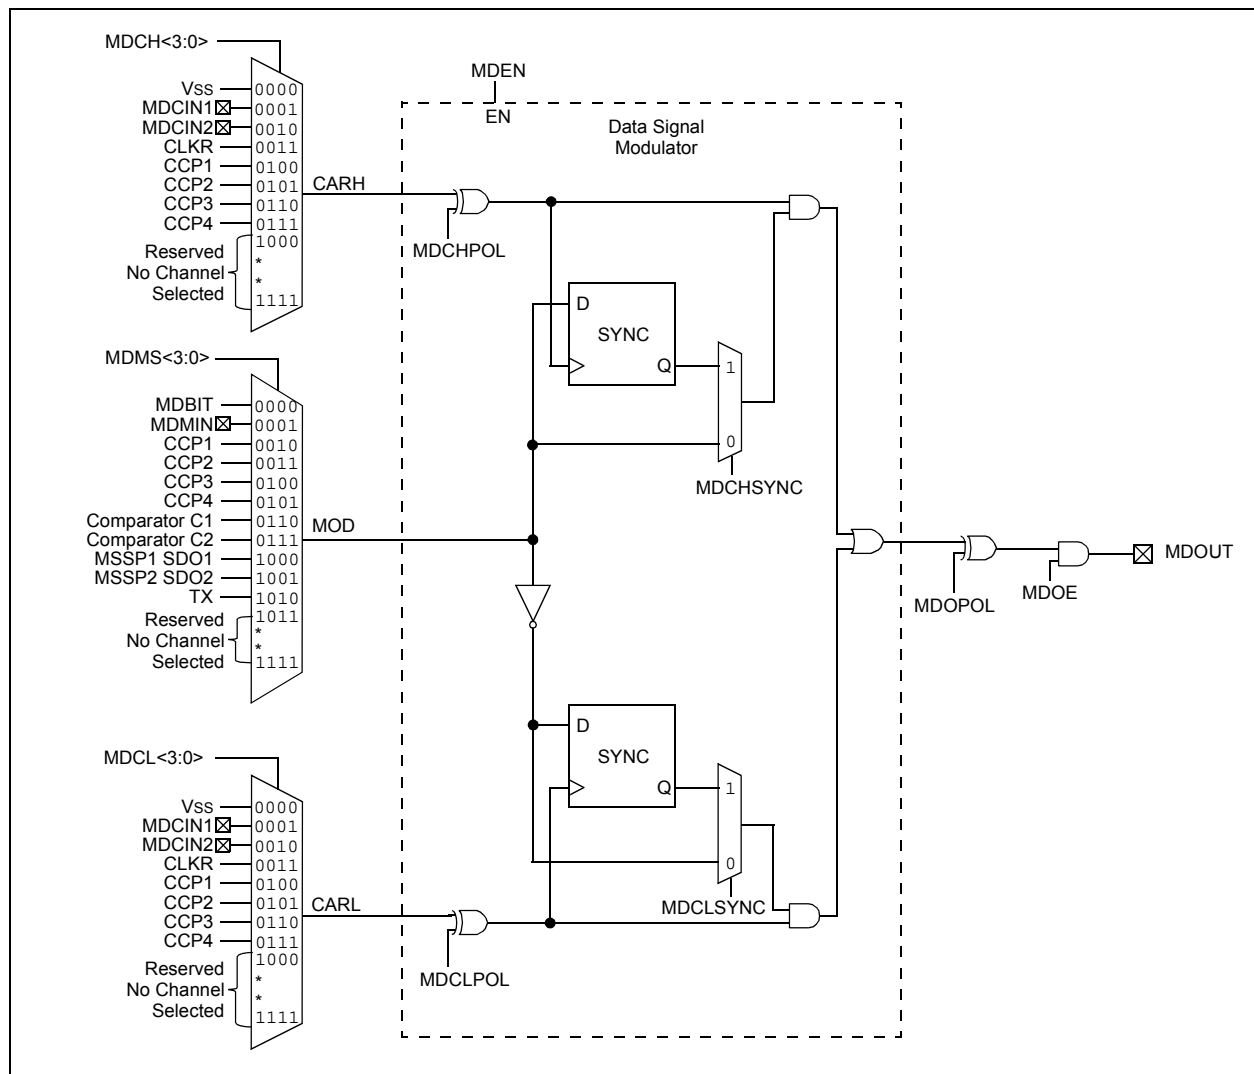 MDCH<3:0>
VSS 0000
MDCIN1 0001
MDCIN2 0010
CLKR 0011
CCP1 0100
CCP2 0101
CCP3 0110
CCP4 0111
1000
Reserved
No Channel
Selected
*
*
1111
CARH
MDEN
EN
Data Signal
Modulator
MDCHPOL
D
SYNC
Q
1
0
MDCHSYNC
MDMS<3:0>
MDBIT 0000
MDMIN 0001
CCP1 0010
CCP2 0011
CCP3 0100
CCP4 0101
Comparator C1 0110
Comparator C2 0111
MSSP1 SDO1 1000
MSSP2 SDO2 1001
TX 1010
1011
Reserved
No Channel
Selected
*
*
1111
MOD
MDOPOL
MDOE
MDOUT
D
SYNC
Q
1
0
MDCLSYNC
MDCL<3:0>
VSS 0000
MDCIN1 0001
MDCIN2 0010
CLKR 0011
CCP1 0100
CCP2 0101
CCP3 0110
CCP4 0111
1000
Reserved
No Channel
Selected
*
*
1111
CARL
MDCLPOL